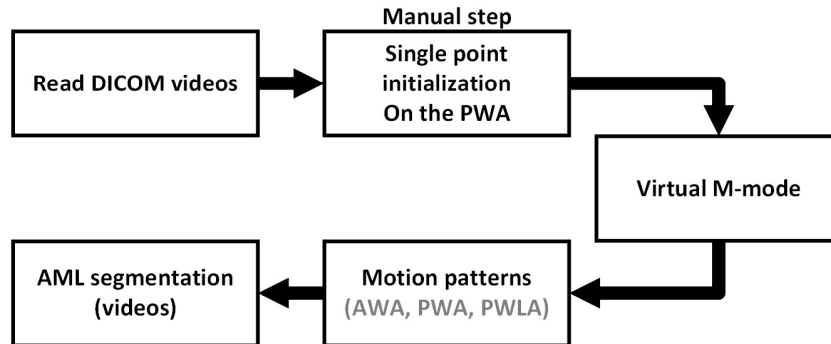 Manual step
Read DICOM videos
Single point
initialization
On the PWA
Virtual M-mode
AML segmentation
(videos)
Motion patterns
(AWA, PWA, PWLA)